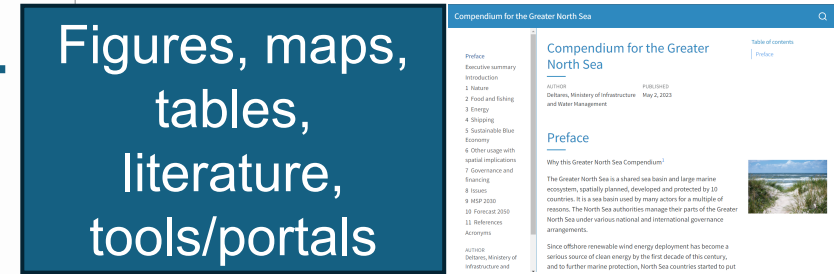 Figures, maps,
tables,
literature,
tools/portals
Compendium for the Greater North Sea
Preface
Executive summary
Introduction
1 Nature
2 Food and fishing
3 Energy
4 Shipping
5 Sustainable Blue
Economy
6 Other usage with
spatial implications
7 Governance and
financing
8 Issues
9 MSP 2030
10 Forecast 2050
11 References
Acronyms
AUTHOR
Deltares, Ministery of
Infrastructure and
Compendium for the Greater
North Sea
AUTHOR
Deltares, Ministery of Infrastructure
and Water Management
PUBLISHED
May 2, 2023
Preface
Why this Greater North Sea Compendium1
The Greater North Sea is a shared sea basin and large marine
ecosystem, spatially planned, developed and protected by 10
countries. It is a sea basin used by many actors for a multiple of
reasons. The North Sea authorities manage their parts of the Greater
North Sea under various national and international governance
arrangements.
Since offshore renewable wind energy deployment has become a
serious source of clean energy by the first decade of this century,
and to further marine protection, North Sea countries started to put
Table of contents
Preface